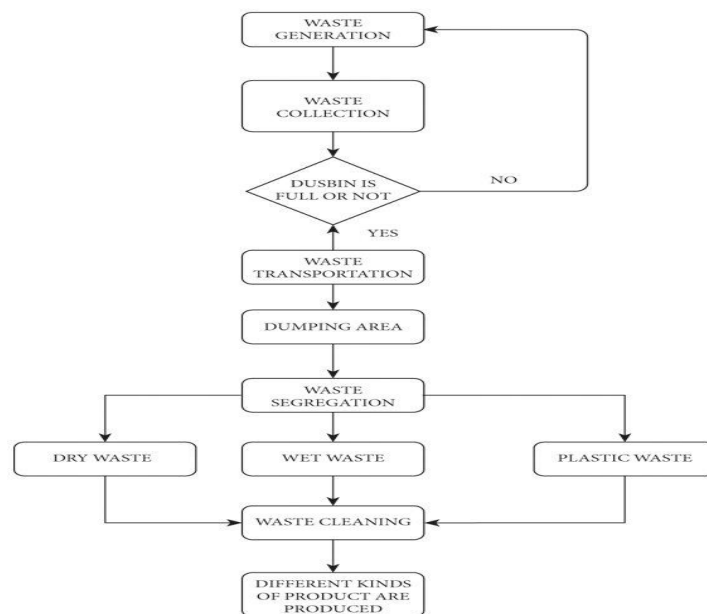 WASTE
GENERATION
WASTE
COLLECTION
DUSBIN IS
FULL OR NOT
NO
YES
WASTE
TRANSPORTATION
DUMPING AREA
WASTE
SEGREGATION
DRY WASTE
WET WASTE
PLASTIC WASTE
WASTE CLEANING
DIFFERENT KINDS
OF PRODUCT ARE
PRODUCED